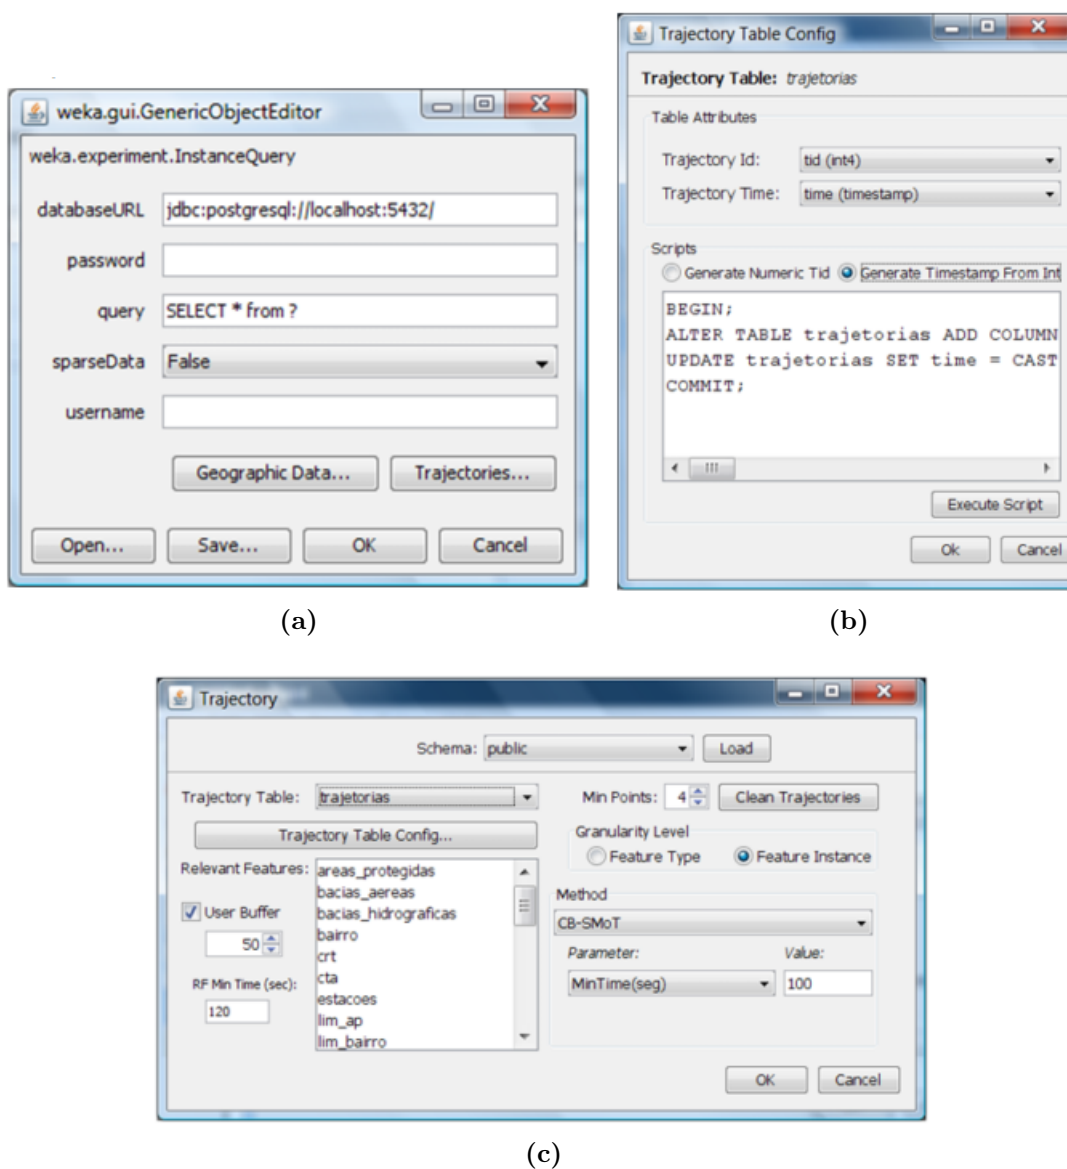 weka.gui.GenericObjectEditor
weka.experiment.InstanceQuery
databaseURL jdbc:postgresql://localhost:5432/
password
query SELECT * from ?
sparseData False
username
Geographic Data... Trajectories...
Open... Save... OK Cancel
(a)
Trajectory Table Config
Trajectory Table: trajetorias
Table Attributes
Trajectory Id: tid (int4)
Trajectory Time: time (timestamp)
Scripts
Generate Numeric Tid Generate Timestamp From Int
BEGIN;
ALTER TABLE trajetorias ADD COLUMN
UPDATE trajetorias SET time = CAST
COMMIT;
Execute Script
Ok Cancel
(b)
Trajectory
Schema: public Load
Trajectory Table: trajetorias
Trajectory Table Config...
Relevant Features:
User Buffer
50
RF Min Time (sec):
120
areas_protegidas
bacias_aereas
bacias_hidrograficas
bairro
crt
cta
estacoes
lim_ap
lim_bairro
Min Points: 4 Clean Trajectories
Granularity Level
Feature Type Feature Instance
Method
CB-SMoT
Parameter: Value:
MinTime(seg) 100
OK Cancel
(c)